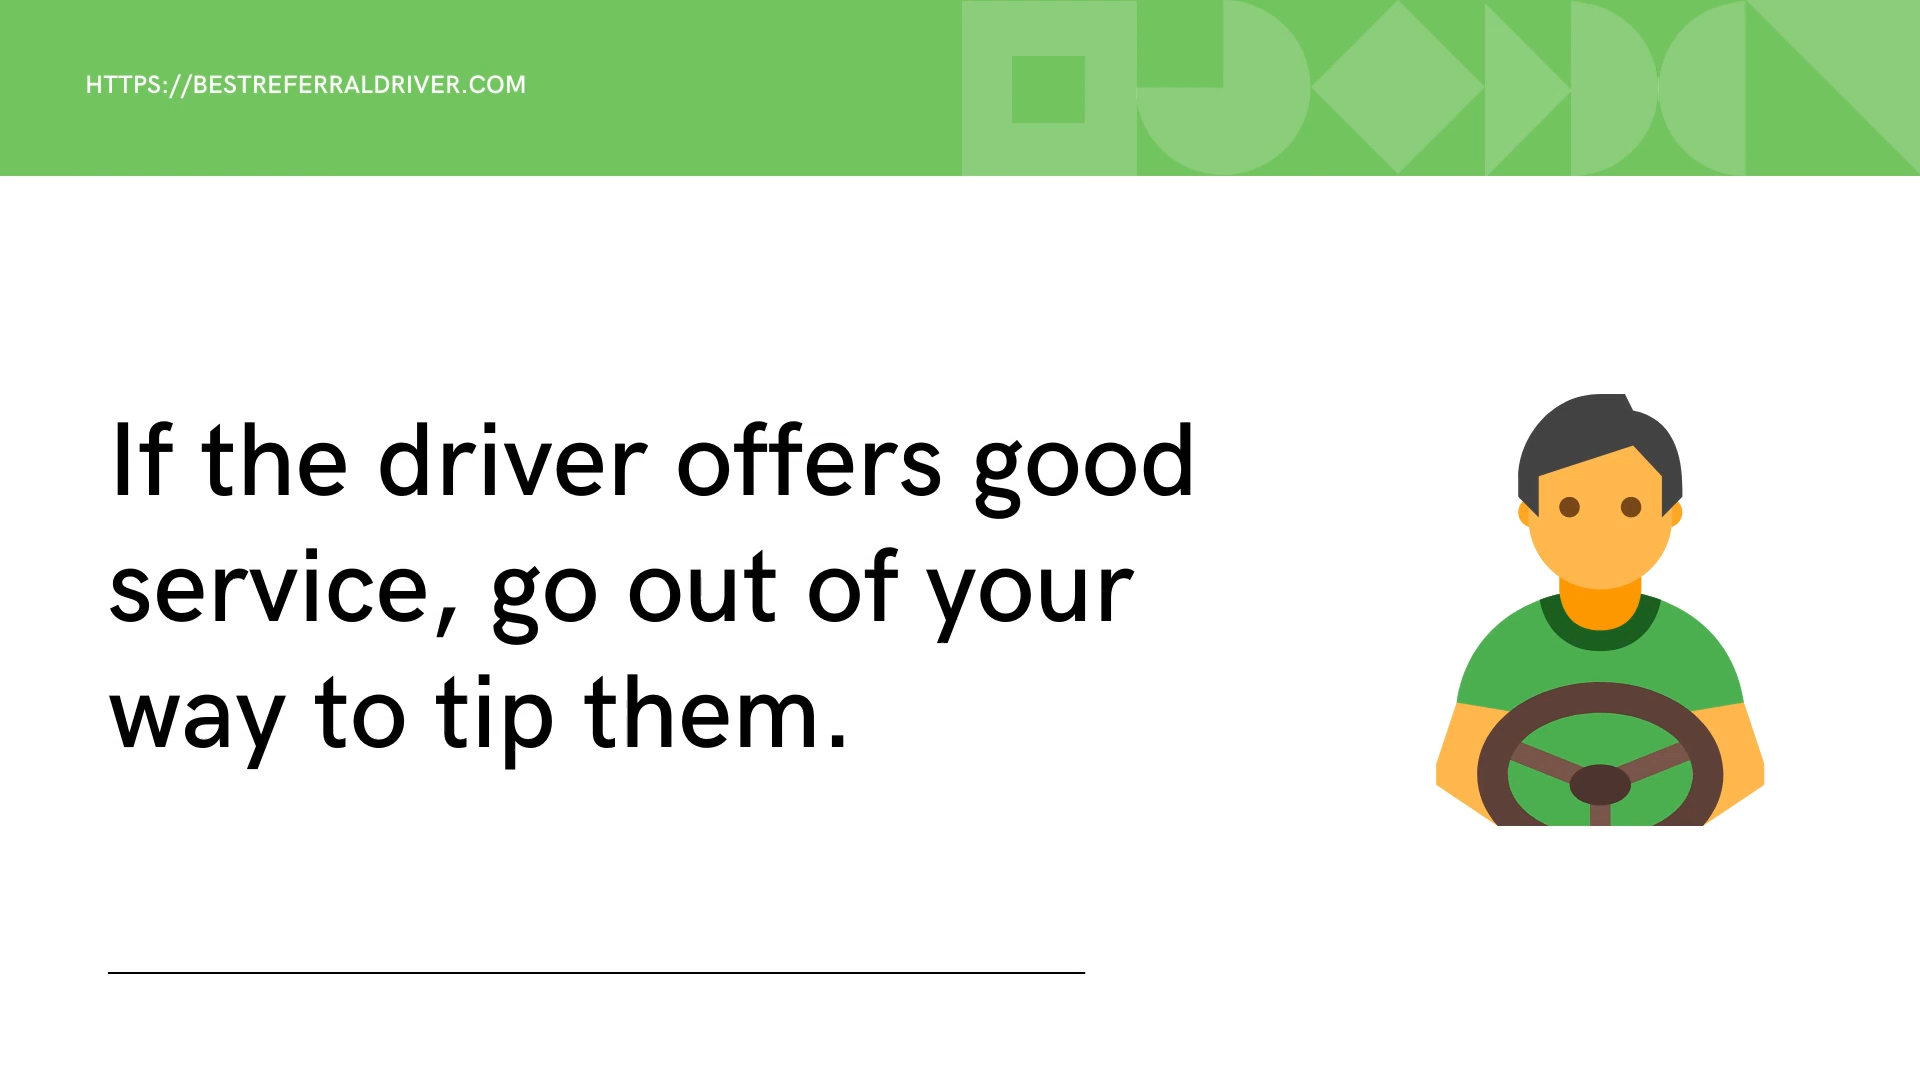 HTTPS://BESTREFERRALDRIVER.COM
If the driver offers good
service, go out of your
way to tip them.